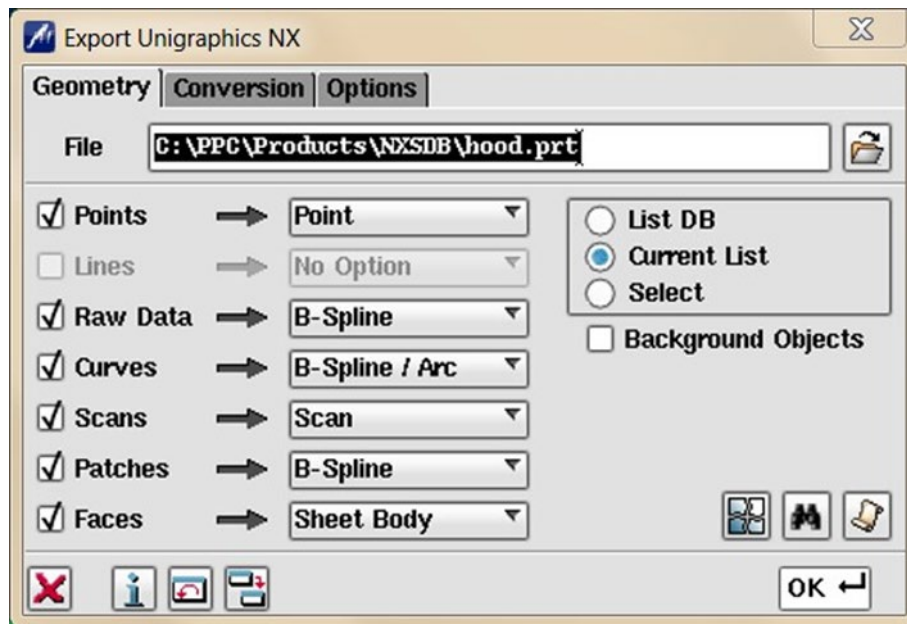 Export Unigraphics NX
Geometry Conversion Options
File C:\PPC\Products\NXSDB\hood.prt
Points Point
Lines No Option
Raw Data B-Spline
Curves B-Spline / Arc
Scans Scan
Patches B-Spline
Faces Sheet Body
List DB
Current List
Select
Background Objects
OK